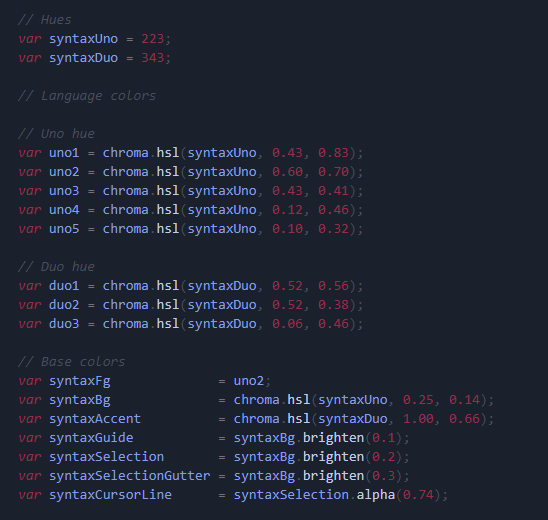 // Hues
var syntaxUno = 223;
var syntaxDuo = 343;
// Language colors
// Uno hue
var uno1 = chroma.hsl(syntaxUno, 0.43, 0.83);
var uno2 = chroma.hsl(syntaxUno, 0.60, 0.70);
var uno3 = chroma.hsl(syntaxUno, 0.43, 0.41);
var uno4 = chroma.hsl(syntaxUno, 0.12, 0.46);
var uno5 = chroma.hsl(syntaxUno, 0.10, 0.32);
// Duo hue
var duo1 = chroma.hsl(syntaxDuo, 0.52, 0.56);
var duo2 = chroma.hsl(syntaxDuo, 0.52, 0.38);
var duo3 = chroma.hsl(syntaxDuo, 0.06, 0.46);
// Base colors
var syntaxFg              = uno2;
var syntaxBg              = chroma.hsl(syntaxUno, 0.25, 0.14);
var syntaxAccent          = chroma.hsl(syntaxDuo, 1.00, 0.66);
var syntaxGuide           = syntaxBg.brighten(0.1);
var syntaxSelection       = syntaxBg.brighten(0.2);
var syntaxSelectionGutter = syntaxBg.brighten(0.3);
var syntaxCursorLine      = syntaxSelection.alpha(0.74);